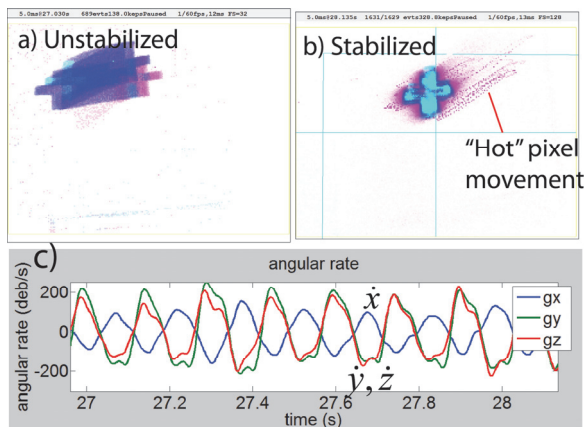 5.0ms@27.030s 689evts138.0kepsPaused 1/60fps,12ms FS=32
a) Unstabilized
5.0ms@28.135s 1631/1629 evts328.8kepsPaused 1/60fps,13ms FS=128
b) Stabilized
“Hot” pixel
movement
c)
angular rate
angular rate (deb/s)
200
0
-200
ẋ
ẏ, ż
gx
gy
gz
27 27.2 27.4 27.6 27.8 28
time (s)